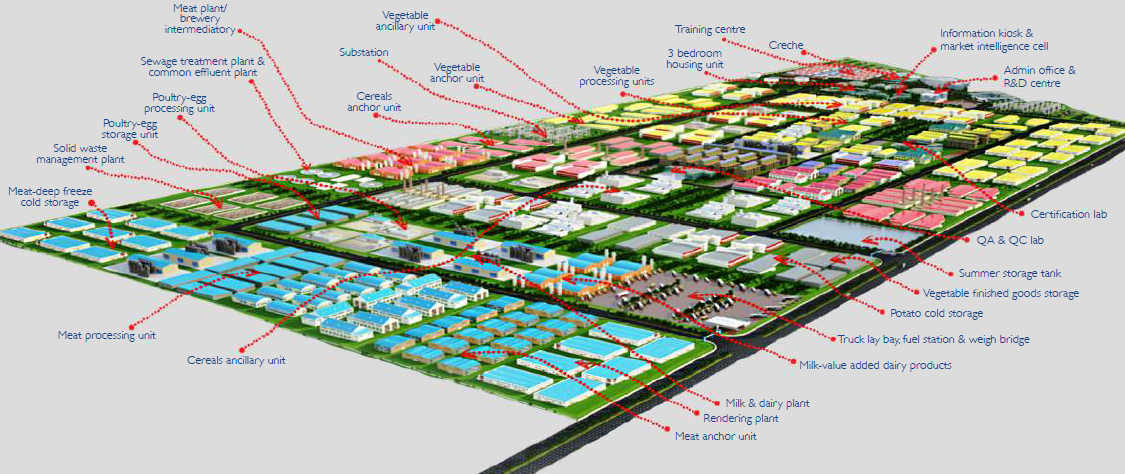 Meat plant/
brewery
intermediatory
Vegetable
ancillary unit
Training centre
Creche
Information kiosk &
market intelligence cell
Sewage treatment plant &
common effluent plant
Substation
Vegetable
anchor unit
Vegetable
processing units
3 bedroom
housing unit
Admin office &
R&D centre
Poultry-egg
processing unit
Cereals
anchor unit
Poultry-egg
storage unit
Solid waste
management plant
Meat-deep freeze
cold storage
Certification lab
QA & QC lab
Summer storage tank
Vegetable finished goods storage
Potato cold storage
Meat processing unit
Truck lay bay, fuel station & weigh bridge
Cereals ancillary unit
Milk-value added dairy products
Milk & dairy plant
Rendering plant
Meat anchor unit